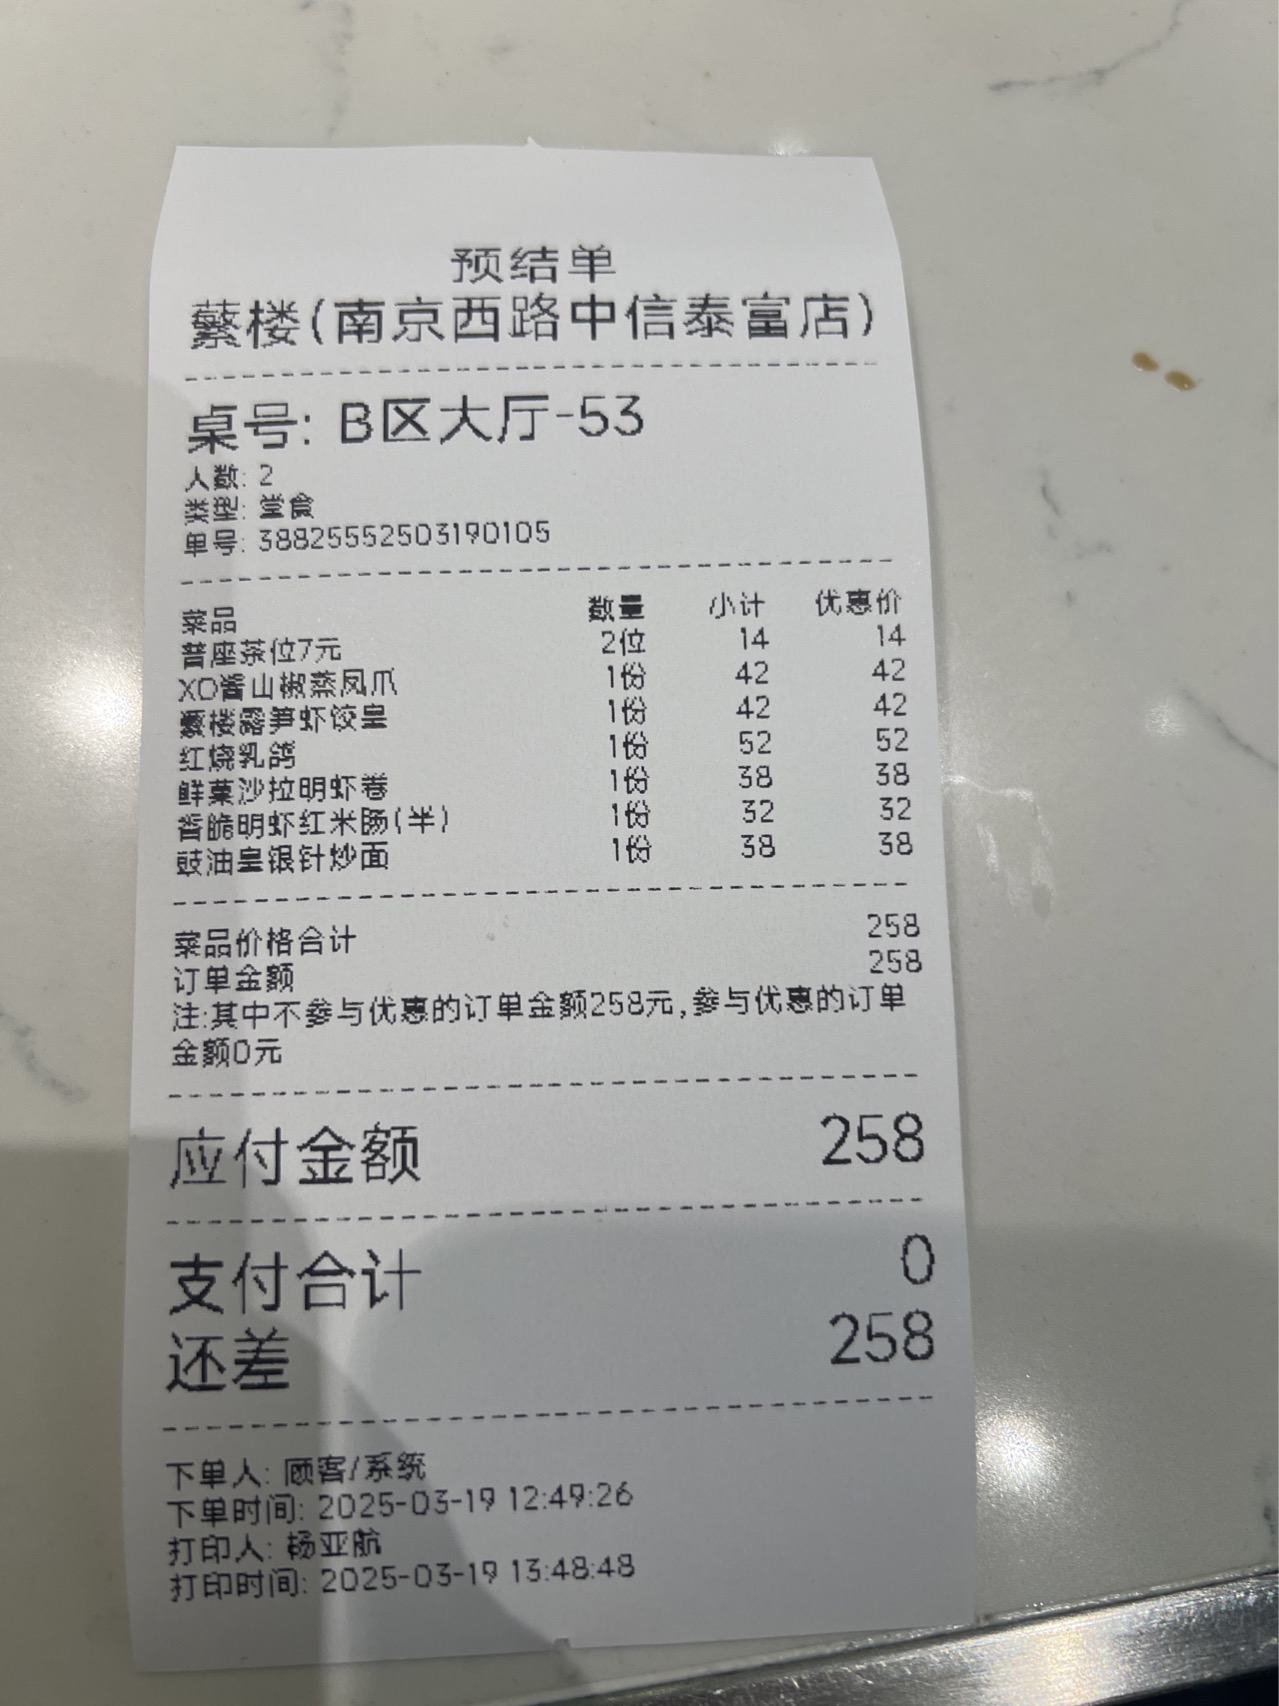 预结单
蘩楼(南京西路中信泰富店)
桌号: B区大厅-53
人数: 2
类型: 堂食
单号: 38825552503190105
菜品 数量 小计 优惠价
普座茶位7元 2位 14 14
XO酱山椒蒸凤爪 1份 42 42
蘩楼露笋虾饺皇 1份 42 42
红烧乳鸽 1份 52 52
鲜菓沙拉明虾卷 1份 38 38
香脆明虾红米肠(半) 1份 32 32
豉油皇银针炒面 1份 38 38
菜品价格合计 258
订单金额 258
注:其中不参与优惠的订单金额258元,参与优惠的订单
金额0元
应付金额 258
支付合计 0
还差 258
下单人: 顾客/系统
下单时间: 2025-03-19 12:49:26
打印人: 杨亚航
打印时间: 2025-03-19 13:48:48